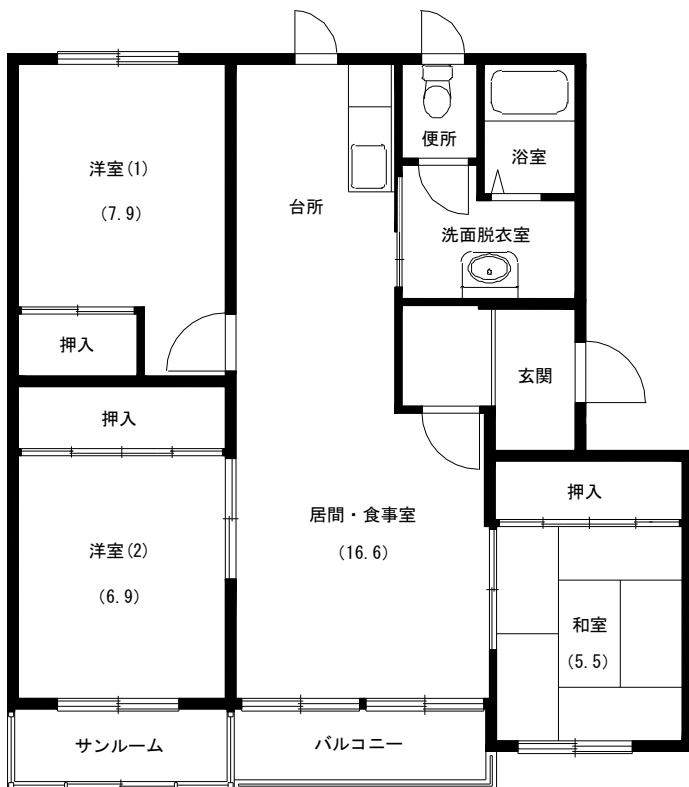 便所
浴室
洋室(1)
(7.9)
台所
洗面脱衣室
押入
玄関
押入
押入
居間・食事室
(16.6)
洋室(2)
(6.9)
和室
(5.5)
サンルーム
バルコニー